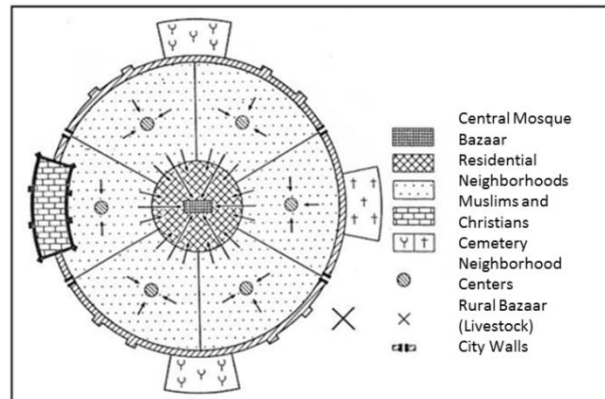 Central Mosque
Bazaar
Residential
Neighborhoods
Muslims and
Christians
Cemetery
Neighborhood
Centers
Rural Bazaar
(Livestock)
City Walls